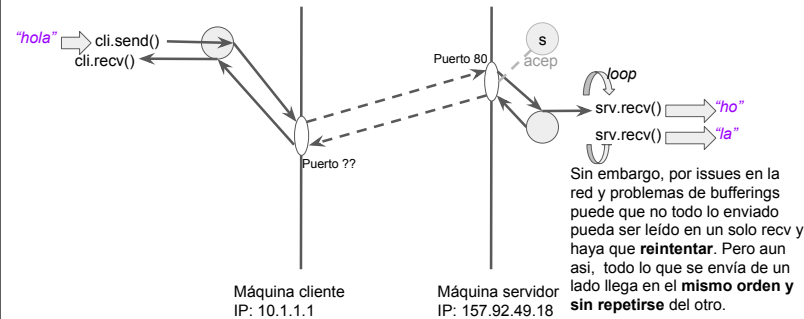 “hola”
cli.send()
cli.recv()
Puerto ??
Máquina cliente
IP: 10.1.1.1
Puerto 80
s
acep
loop
srv.recv()
“ho”
srv.recv()
“la”
Máquina servidor
IP: 157.92.49.18
Sin embargo, por issues en la
red y problemas de bufferings
puede que no todo lo enviado
pueda ser leído en un solo recv y
haya que reintentar. Pero aun
asi, todo lo que se envía de un
lado llega en el mismo orden y
sin repetirse del otro.